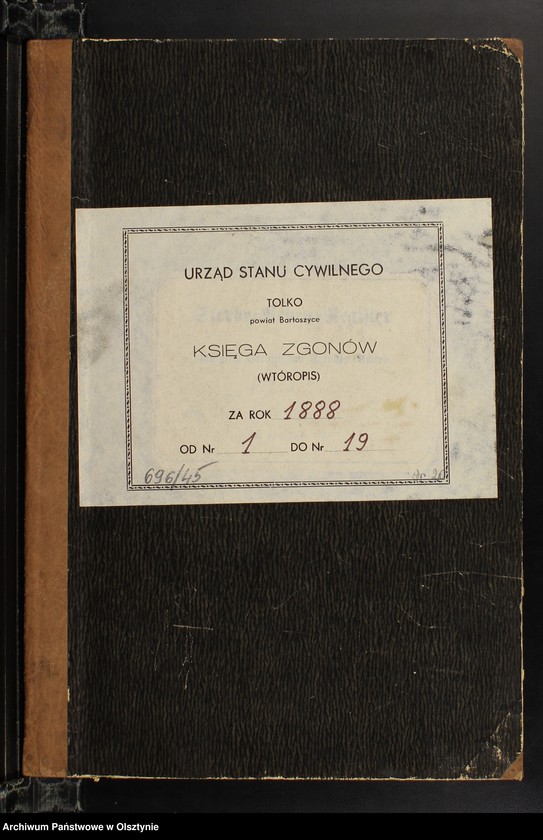 URZĄD STANU CYWILNEGO
TOLKO
powiat Bartoszyce
KSIĘGA ZGONÓW
(WTÓROPIS)
ZA ROK 1888
OD Nr 1 DO Nr 19
696/45
Archiwum Państwowe w Olsztynie